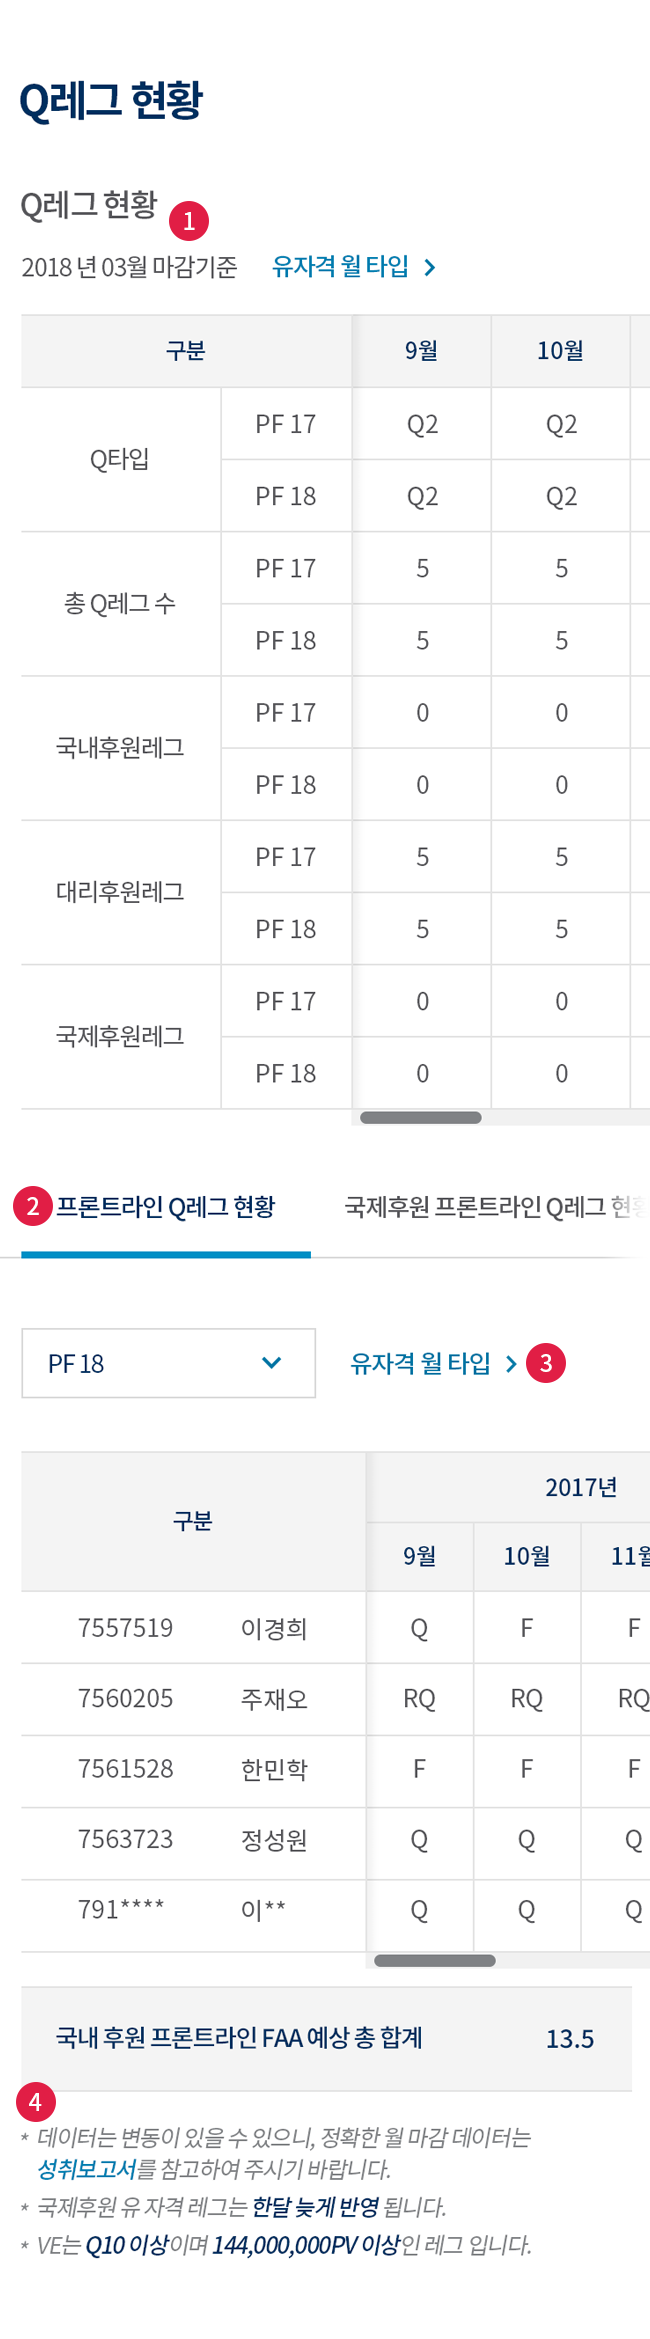 Q레그 현황
Q레그 현황 1
2018 년 03월 마감기준 유자격 월 타입
구분 9월 10월
Q타입 PF 17 Q2 Q2
PF 18 Q2 Q2
총 Q레그 수 PF 17 5 5
PF 18 5 5
국내후원레그 PF 17 0 0
PF 18 0 0
대리후원레그 PF 17 5 5
PF 18 5 5
국제후원레그 PF 17 0 0
PF 18 0 0
2 프론트라인 Q레그 현황 국제후원 프론트라인 Q레그 현황
PF 18 유자격 월 타입 3
구분 2017년
9월 10월 11월
7557519 이경희 Q F F
7560205 주재오 RQ RQ RQ
7561528 한민학 F F F
7563723 정성원 Q Q Q
791**** 이** Q Q Q
국내 후원 프론트라인 FAA 예상 총 합계 13.5
4
* 데이터는 변동이 있을 수 있으니, 정확한 월 마감 데이터는
성취보고서를 참고하여 주시기 바랍니다.
* 국제후원 유 자격 레그는 한달 늦게 반영 됩니다.
* VE는 Q10 이상이며 144,000,000PV 이상인 레그 입니다.